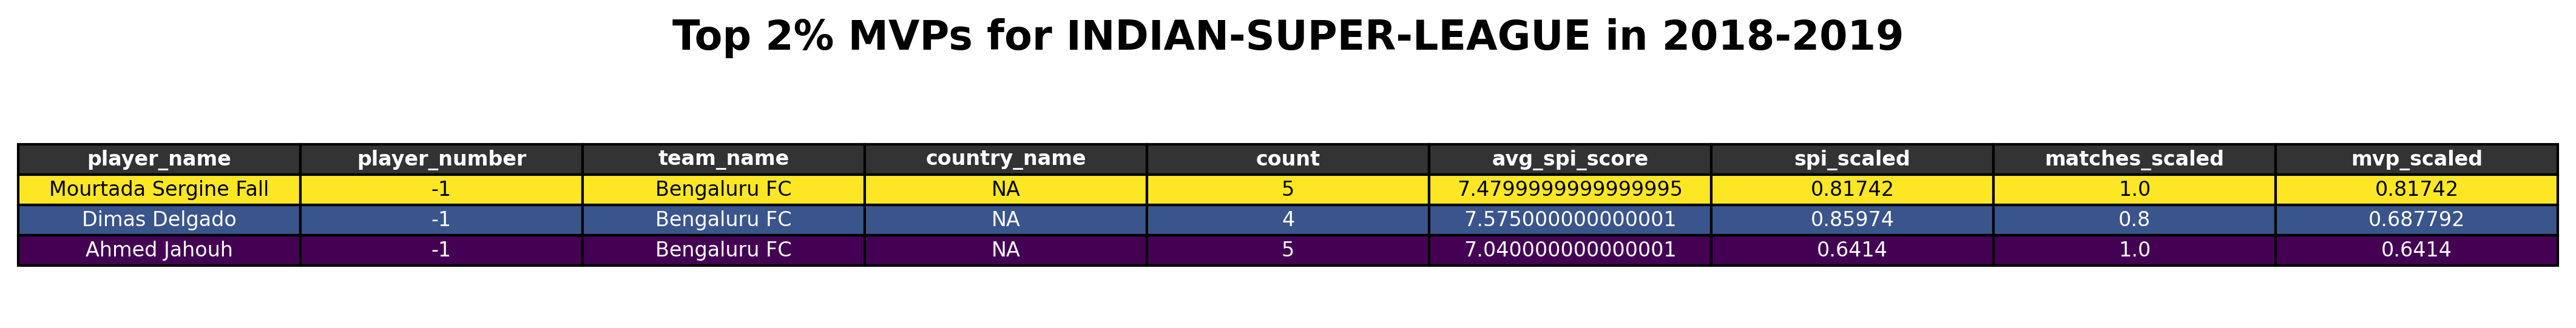 Top 2% MVPs for INDIAN-SUPER-LEAGUE in 2018-2019
player_name player_number team_name country_name count avg_spi_score spi_scaled matches_scaled mvp_scaled
Mourtada Sergine Fall -1 Bengaluru FC NA 5 7.4799999999999995 0.81742 1.0 0.81742
Dimas Delgado -1 Bengaluru FC NA 4 7.575000000000001 0.85974 0.8 0.687792
Ahmed Jahouh -1 Bengaluru FC NA 5 7.040000000000001 0.6414 1.0 0.6414